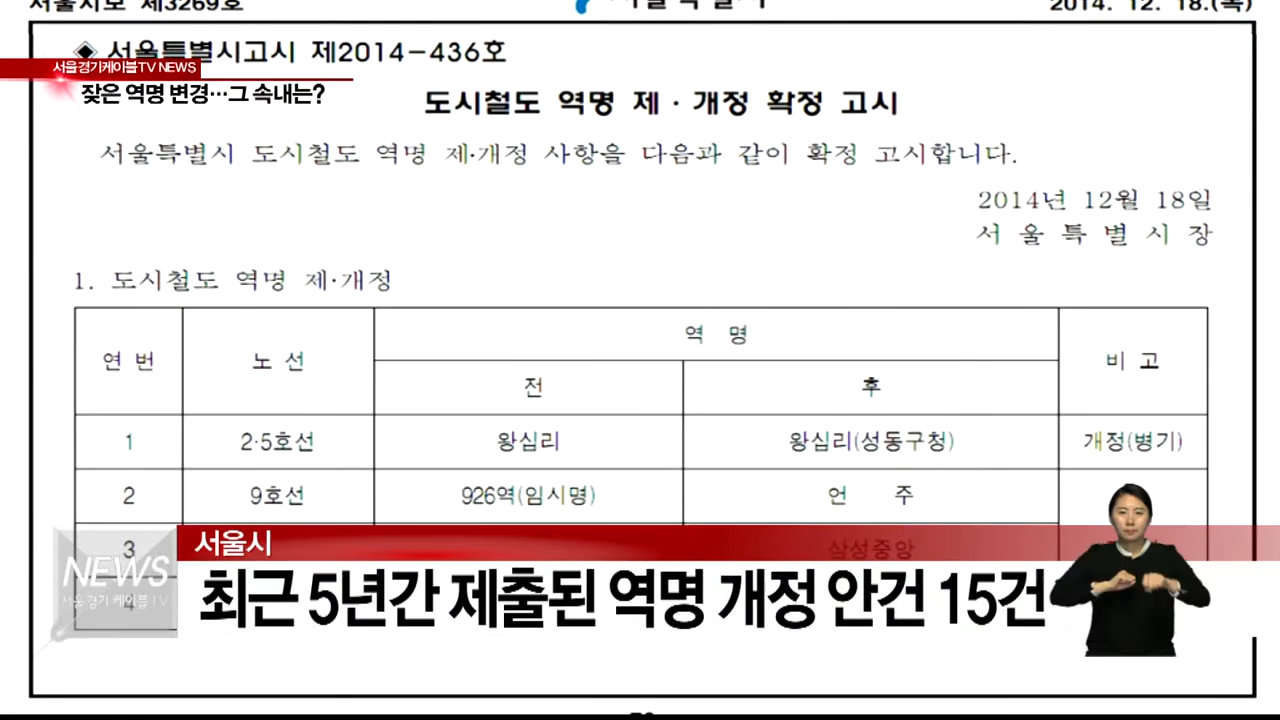 서울시보 제3269호
서울특별시
2014. 12. 18.(목)
◆ 서울특별시고시 제2014-436호
서울경기케이블TV NEWS
잦은 역명 변경…그 속내는?
도시철도 역명 제·개정 확정 고시
서울특별시 도시철도 역명 제·개정 사항을 다음과 같이 확정 고시합니다.
2014년 12월 18일
서 울 특 별 시 장
1. 도시철도 역명 제·개정
연 번 노 선 역 명 비 고
전 후
1 2·5호선 왕십리 왕십리(성동구청) 개정(병기)
2 9호선 926역(임시명) 언 주
3 삼성중앙
4
NEWS
서울경기케이블TV
서울시
최근 5년간 제출된 역명 개정 안건 15건